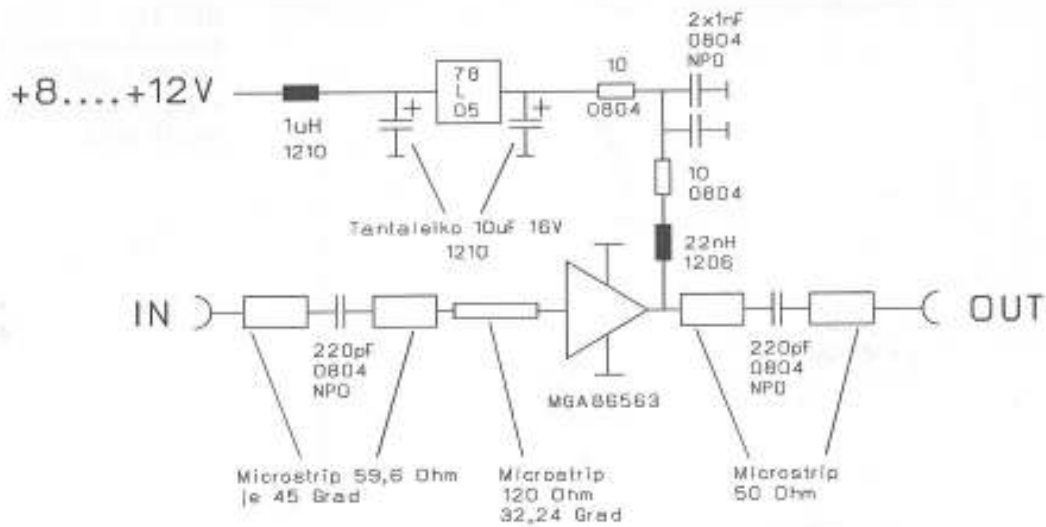 2x1nF
0804
NPO
+8....+12V
1uH
1210
78
L
05
10
0804
10
0804
Tantalelko 10uF 16V
1210
22nH
1206
IN
OUT
220pF
0804
NPO
MGA86563
220pF
0804
NPO
Microstrip 59,6 Ohm
je 45 Grad
Microstrip
120 Ohm
32,24 Grad
Microstrip
50 Ohm